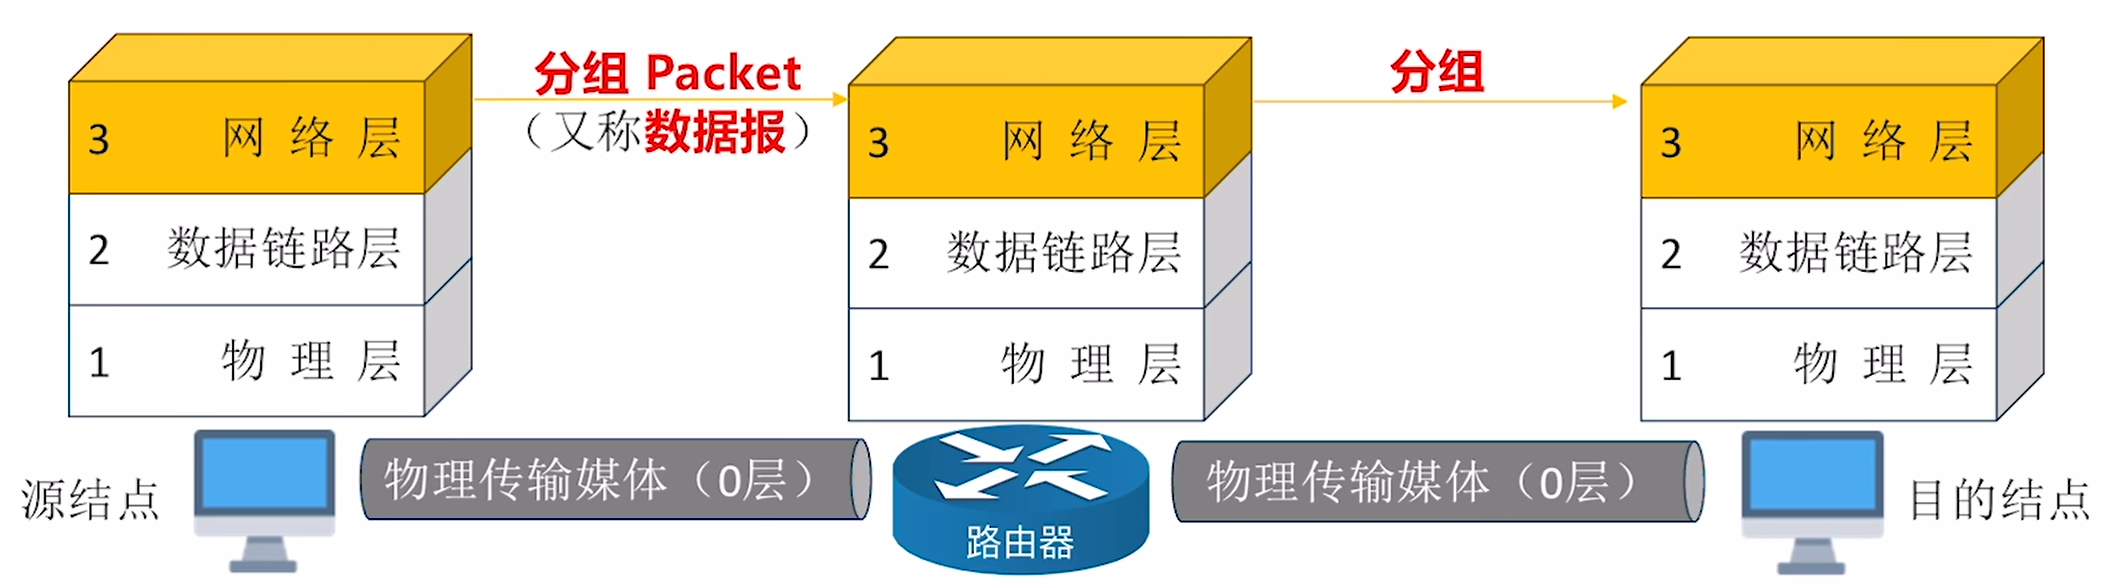 分组 Packet
（又称数据报）
分组
3 网络层
2 数据链路层
1 物理层
3 网络层
2 数据链路层
1 物理层
3 网络层
2 数据链路层
1 物理层
源结点
物理传输媒体（0层）
路由器
物理传输媒体（0层）
目的结点